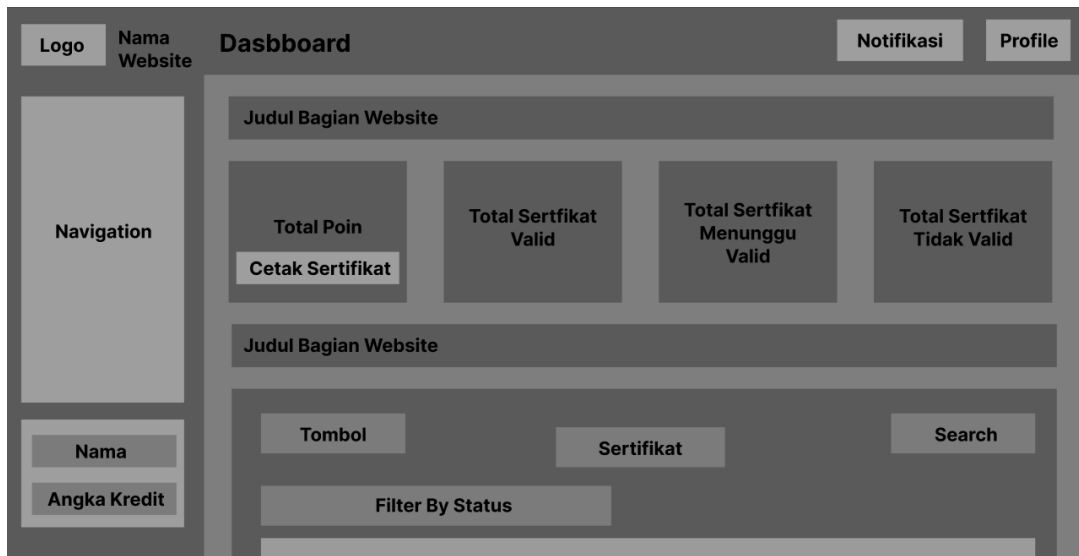 Logo
Nama
Website
Dasbboard
Notifikasi
Profile
Navigation
Nama
Angka Kredit
Judul Bagian Website
Total Poin
Cetak Sertifikat
Total Sertfikat
Valid
Total Sertfikat
Menunggu
Valid
Total Sertfikat
Tidak Valid
Judul Bagian Website
Tombol
Sertifikat
Search
Filter By Status